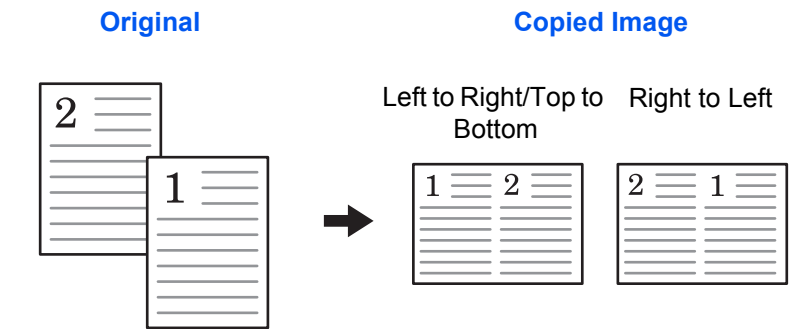 Original
Copied Image
Left to Right/Top to
Bottom
Right to Left
2
1
1 2
2 1